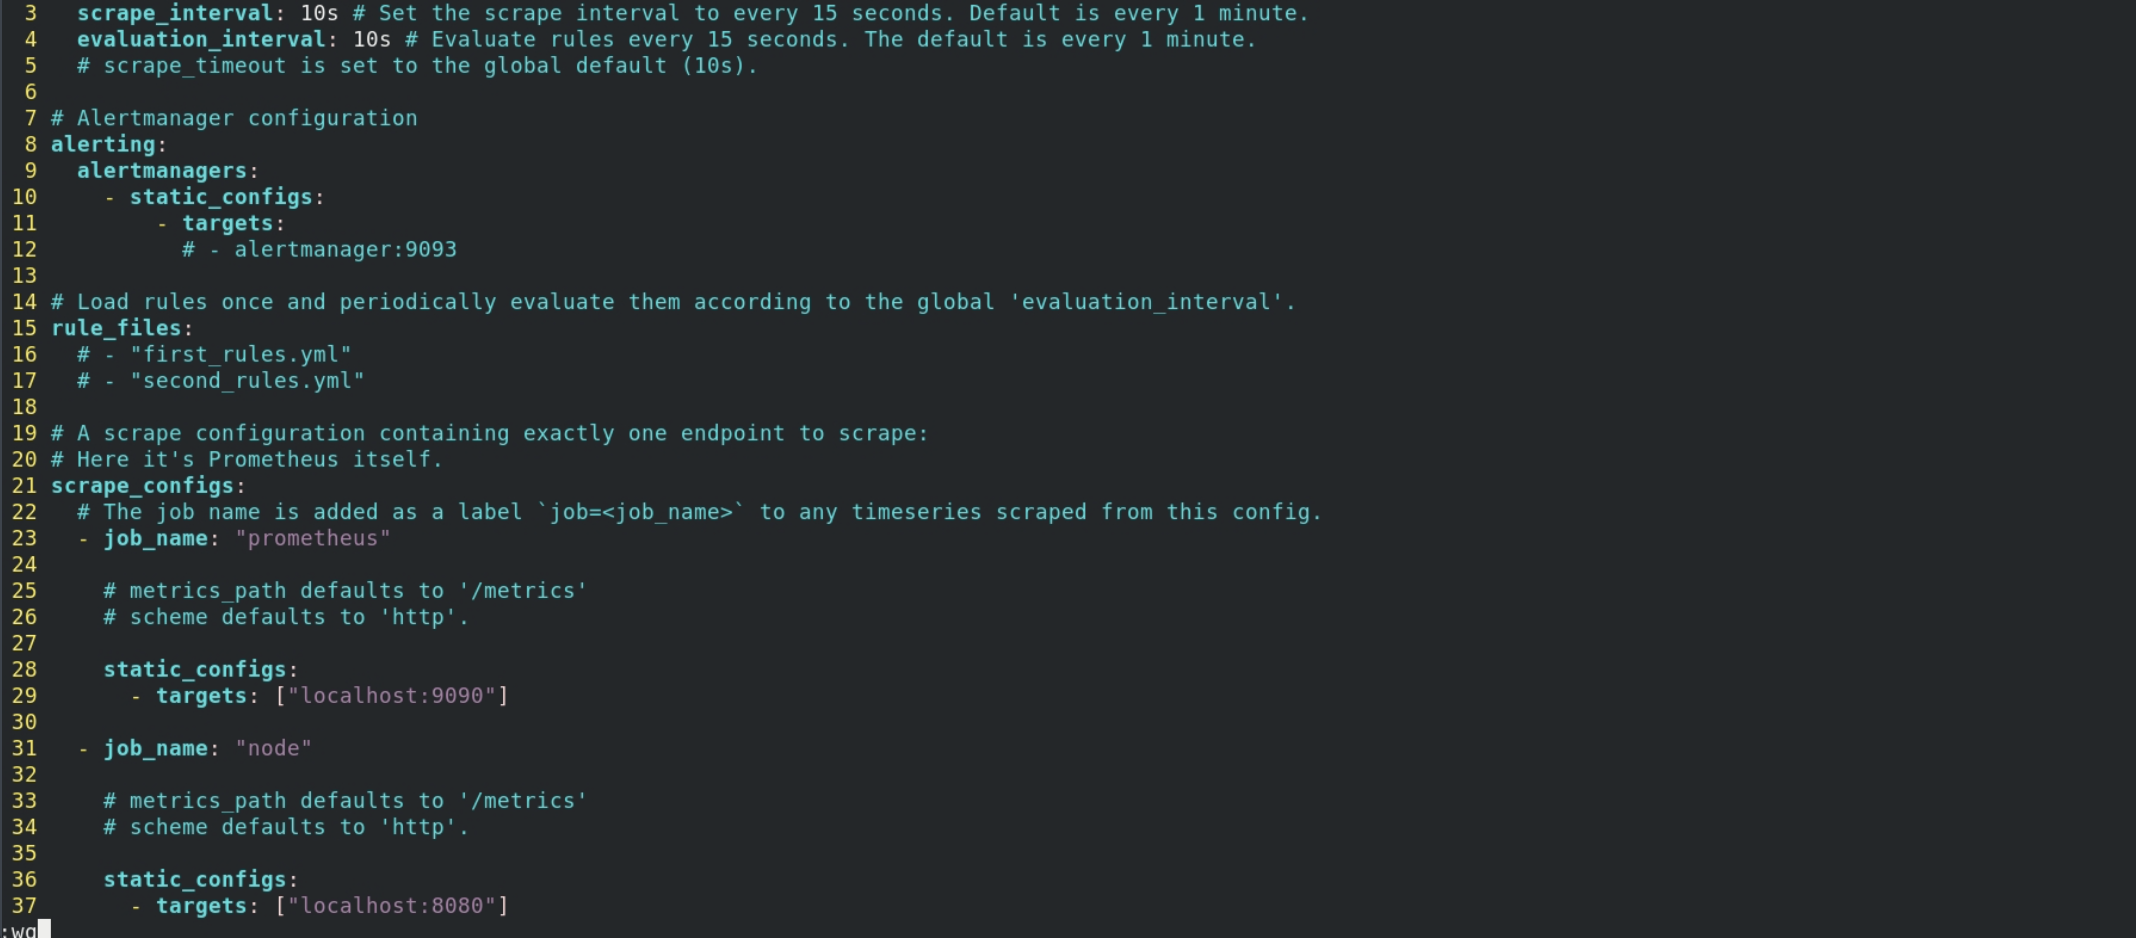 3   scrape_interval: 10s # Set the scrape interval to every 15 seconds. Default is every 1 minute.
4   evaluation_interval: 10s # Evaluate rules every 15 seconds. The default is every 1 minute.
5   # scrape_timeout is set to the global default (10s).
6
7 # Alertmanager configuration
8 alerting:
9   alertmanagers:
10     - static_configs:
11         - targets:
12           # - alertmanager:9093
13
14 # Load rules once and periodically evaluate them according to the global 'evaluation_interval'.
15 rule_files:
16   # - "first_rules.yml"
17   # - "second_rules.yml"
18
19 # A scrape configuration containing exactly one endpoint to scrape:
20 # Here it's Prometheus itself.
21 scrape_configs:
22   # The job name is added as a label `job=<job_name>` to any timeseries scraped from this config.
23   - job_name: "prometheus"
24
25     # metrics_path defaults to '/metrics'
26     # scheme defaults to 'http'.
27
28     static_configs:
29       - targets: ["localhost:9090"]
30
31   - job_name: "node"
32
33     # metrics_path defaults to '/metrics'
34     # scheme defaults to 'http'.
35
36     static_configs:
37       - targets: ["localhost:8080"]
:wq